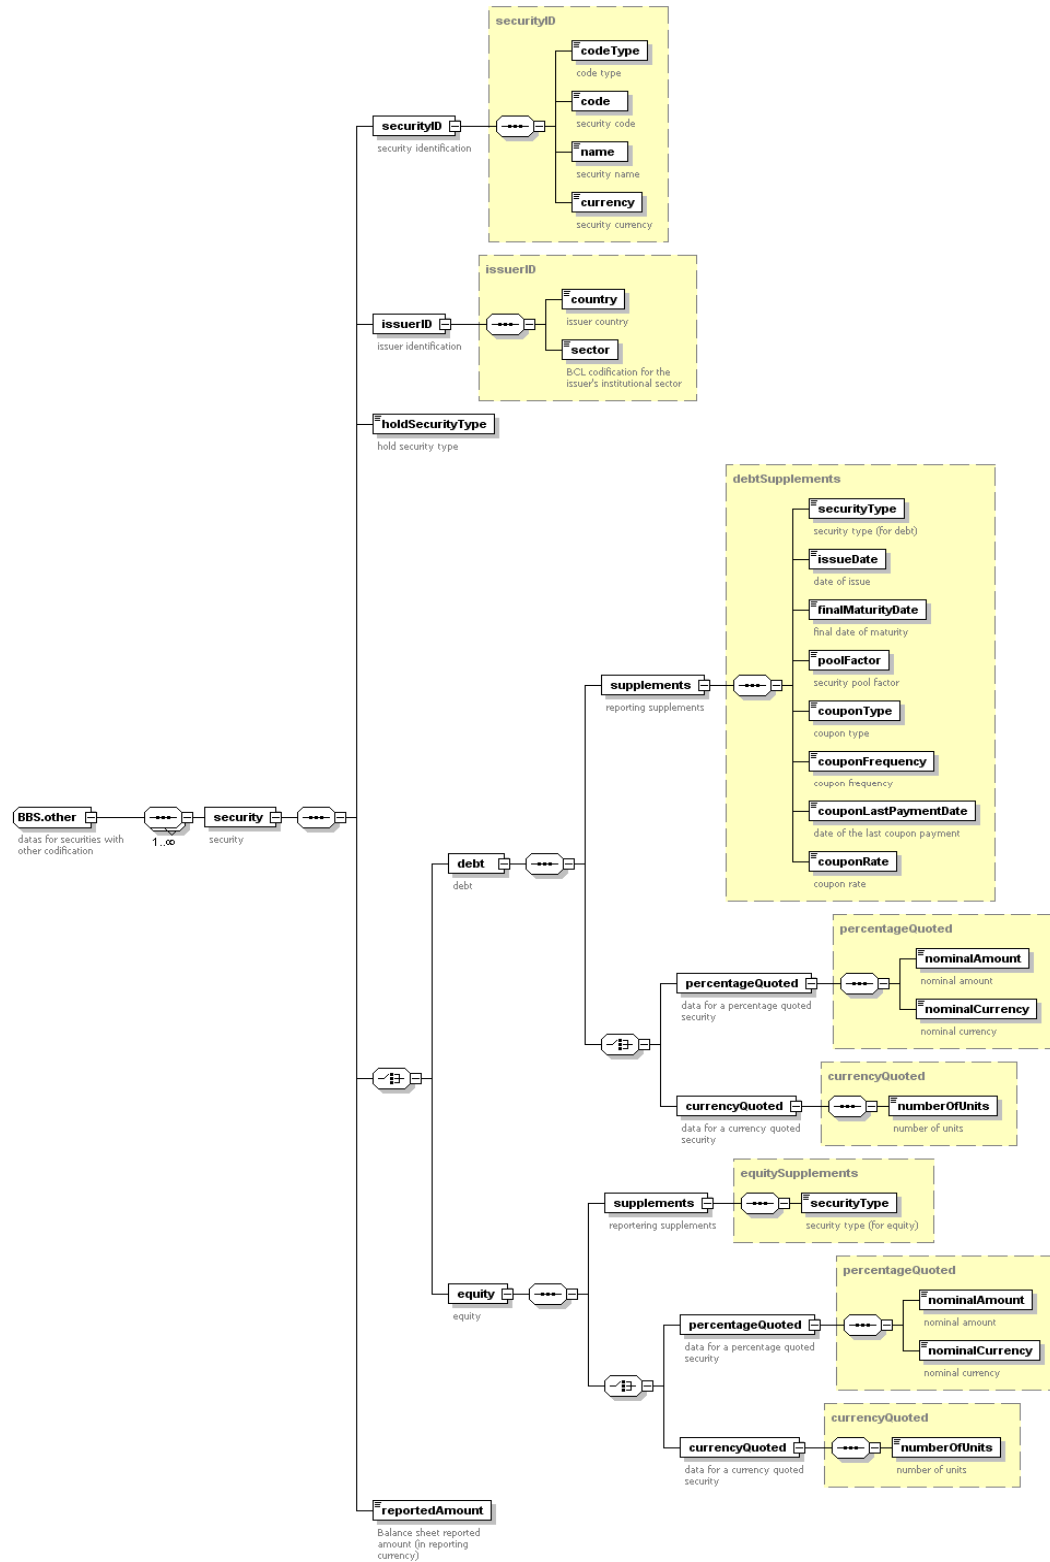 securityID
codeType
code type
code
security code
securityID
security identification
name
security name
currency
security currency
issuerID
country
issuer country
issuerID
issuer identification
sector
BCL codification for the
issuer's institutional sector
holdSecurityType
hold security type
debtSupplements
securityType
security type (for debt)
issueDate
date of issue
finalMaturityDate
final date of maturity
poolFactor
security pool factor
supplements
reporting supplements
couponType
coupon type
couponFrequency
coupon frequency
couponLastPaymentDate
date of the last coupon payment
couponRate
coupon rate
BBS.other
datas for securities with
other codification
1..∞
security
security
debt
debt
percentageQuoted
nominalAmount
nominal amount
percentageQuoted
data for a percentage quoted
security
nominalCurrency
nominal currency
currencyQuoted
currencyQuoted
data for a currency quoted
security
numberOfUnits
number of units
equitySupplements
supplements
reportering supplements
securityType
security type (for equity)
equity
equity
percentageQuoted
nominalAmount
nominal amount
percentageQuoted
data for a percentage quoted
security
nominalCurrency
nominal currency
currencyQuoted
currencyQuoted
data for a currency quoted
security
numberOfUnits
number of units
reportedAmount
Balance sheet reported
amount (in reporting
currency)